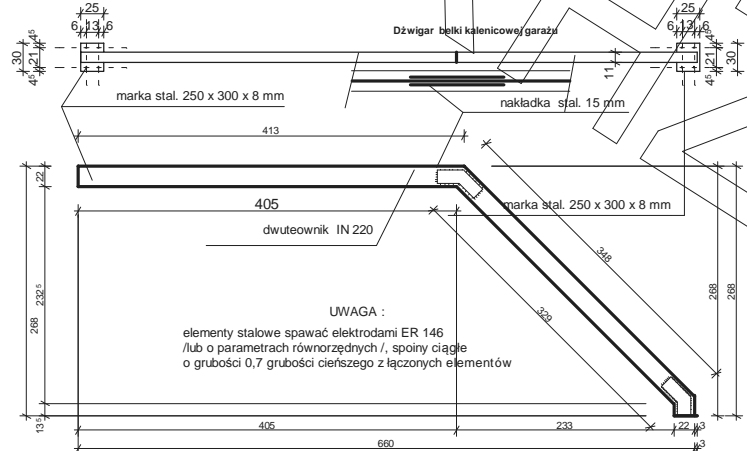 25
6 13 6
30
4⁵
21
4⁵
Dźwigar belki kalenicowej garażu
11
25
6 13 6
4⁵
21
4⁵
30
marka stal. 250 x 300 x 8 mm
nakładka stal. 15 mm
413
22
405
marka stal. 250 x 300 x 8 mm
dwuteownik IN 220
348
329
268
232⁵
13⁵
268
268
UWAGA :
elementy stalowe spawać elektrodami ER 146
/lub o parametrach równorzędnych /, spoiny ciągłe
o grubości 0,7 grubości cieńszego z łączonych elementów
405
233
22
3
660
3